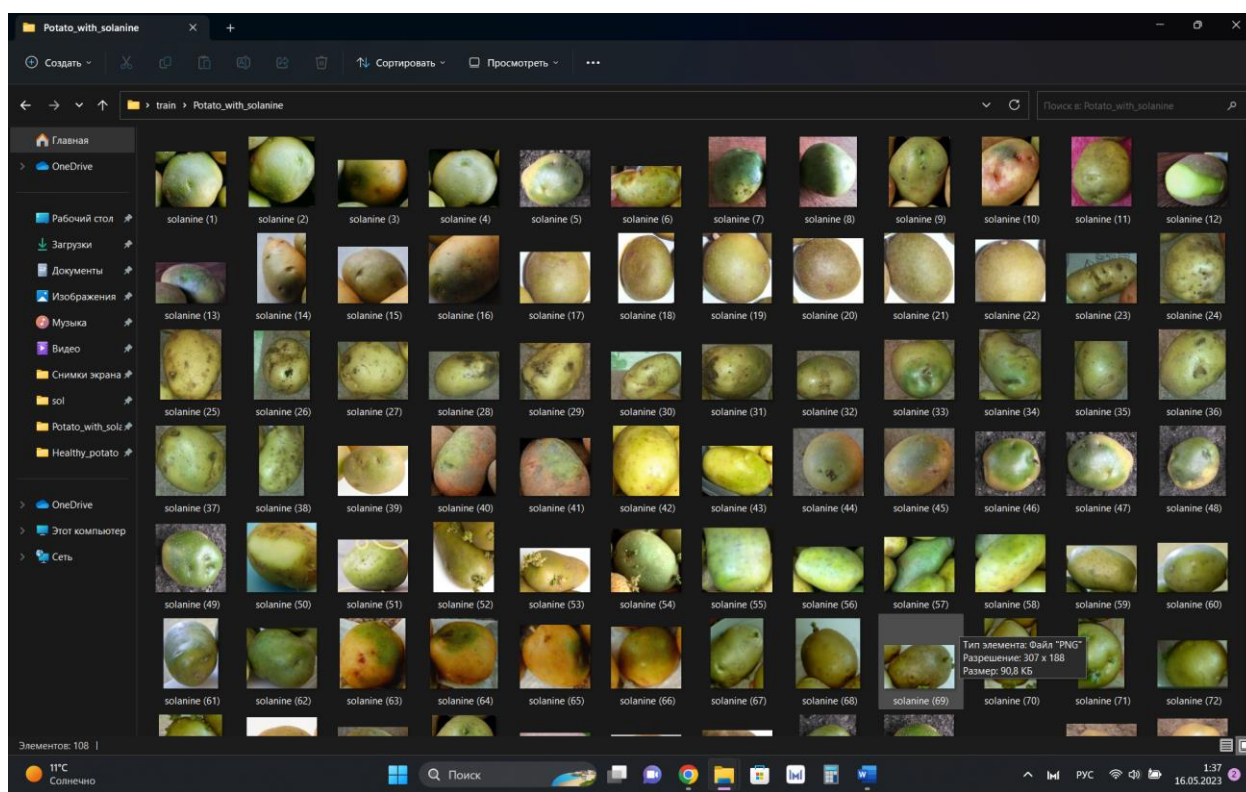 Potato_with_solanine
Создать
Сортировать
Просмотреть
train > Potato_with_solanine
Поиск в: Potato_with_solanine
Главная
OneDrive
Рабочий стол
Загрузки
Документы
Изображения
Музыка
Видео
Снимки экрана
sol
Potato_with_sola
Healthy_potato
OneDrive
Этот компьютер
Сеть
solanine (1) solanine (2) solanine (3) solanine (4) solanine (5) solanine (6) solanine (7) solanine (8) solanine (9) solanine (10) solanine (11) solanine (12)
solanine (13) solanine (14) solanine (15) solanine (16) solanine (17) solanine (18) solanine (19) solanine (20) solanine (21) solanine (22) solanine (23) solanine (24)
solanine (25) solanine (26) solanine (27) solanine (28) solanine (29) solanine (30) solanine (31) solanine (32) solanine (33) solanine (34) solanine (35) solanine (36)
solanine (37) solanine (38) solanine (39) solanine (40) solanine (41) solanine (42) solanine (43) solanine (44) solanine (45) solanine (46) solanine (47) solanine (48)
solanine (49) solanine (50) solanine (51) solanine (52) solanine (53) solanine (54) solanine (55) solanine (56) solanine (57) solanine (58) solanine (59) solanine (60)
Тип элемента: Файл "PNG"
Разрешение: 307 x 188
Размер: 90,8 КБ
solanine (61) solanine (62) solanine (63) solanine (64) solanine (65) solanine (66) solanine (67) solanine (68) solanine (69) solanine (70) solanine (71) solanine (72)
Элементов: 108
11°C
Солнечно
Поиск
РУС
1:37
16.05.2023
2